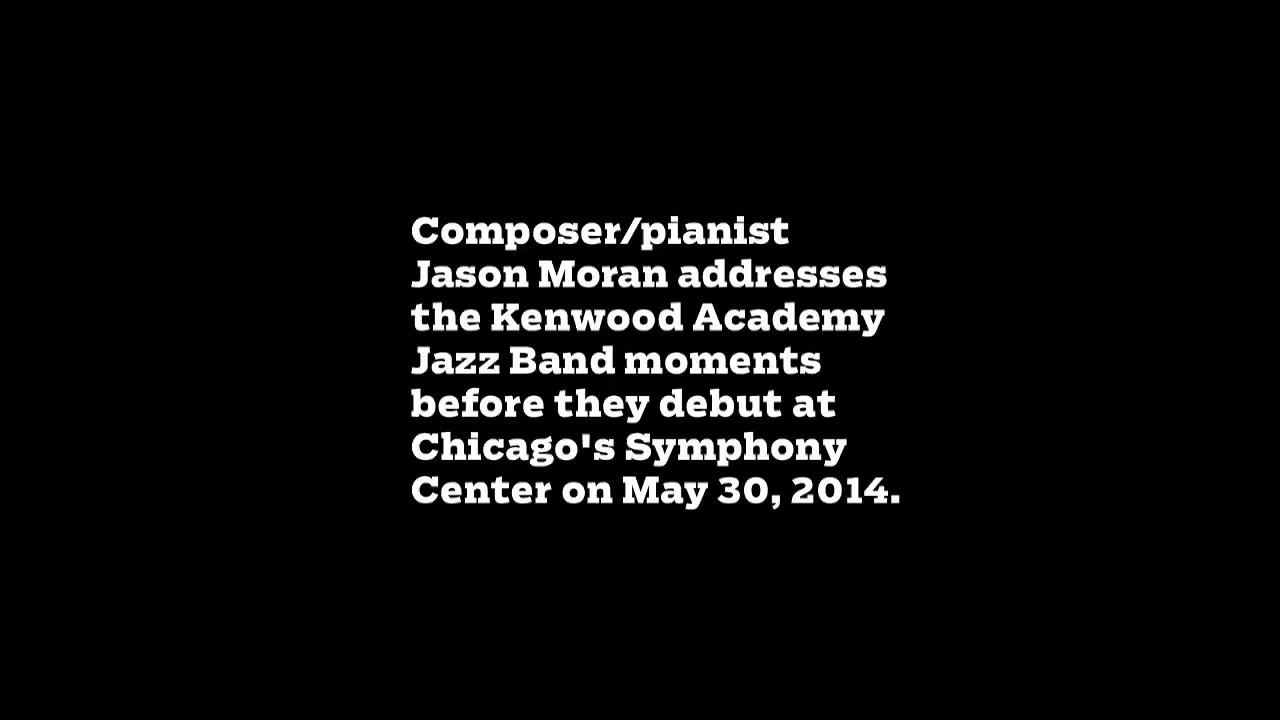 Composer/pianist
Jason Moran addresses
the Kenwood Academy
Jazz Band moments
before they debut at
Chicago's Symphony
Center on May 30, 2014.